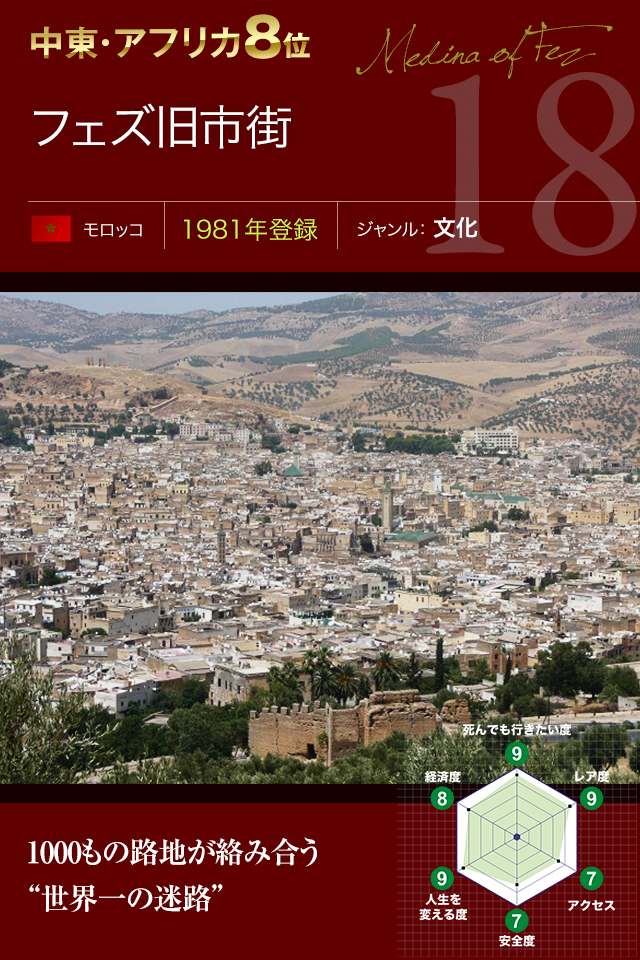 中東・アフリカ8位
Medina of Fez
18
フェズ旧市街
モロッコ
1981年登録
ジャンル：文化
死んでも行きたい度
9
経済度
8
レア度
9
9
人生を
変える度
7
アクセス
7
安全度
1000もの路地が絡み合う
“世界一の迷路”